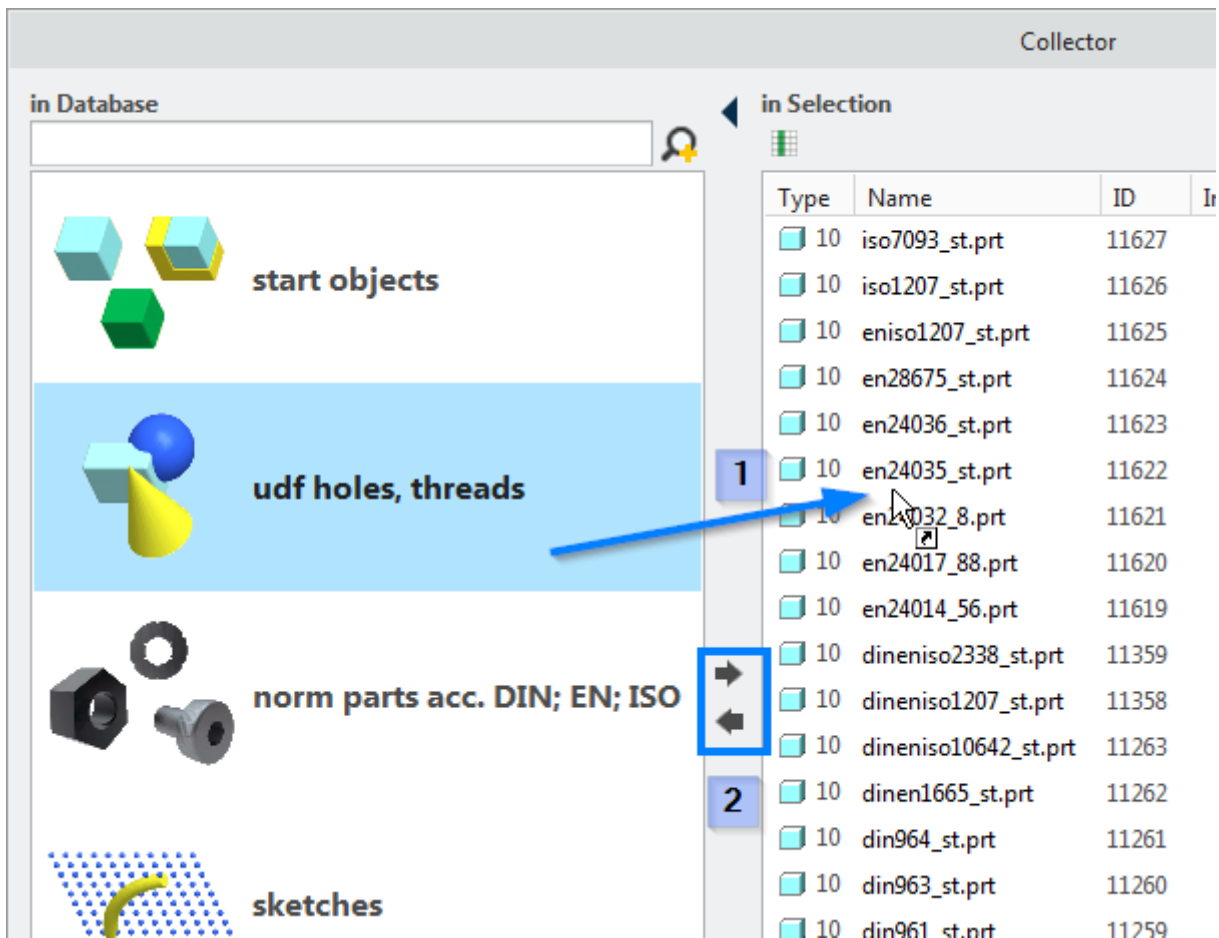 Collector
in Database
in Selection
Type Name ID
10 iso7093_st.prt 11627
10 iso1207_st.prt 11626
start objects
10 eniso1207_st.prt 11625
10 en28675_st.prt 11624
10 en24036_st.prt 11623
1
10 en24035_st.prt 11622
udf holes, threads
10 032_8.prt 11621
10 en24017_88.prt 11620
10 en24014_56.prt 11619
10 dineniso2338_st.prt 11359
norm parts acc. DIN; EN; ISO
10 dineniso1207_st.prt 11358
10 dineniso10642_st.prt 11263
2
10 dinen1665_st.prt 11262
10 din964_st.prt 11261
10 din963_st.prt 11260
sketches
10 din961_st.prt 11259